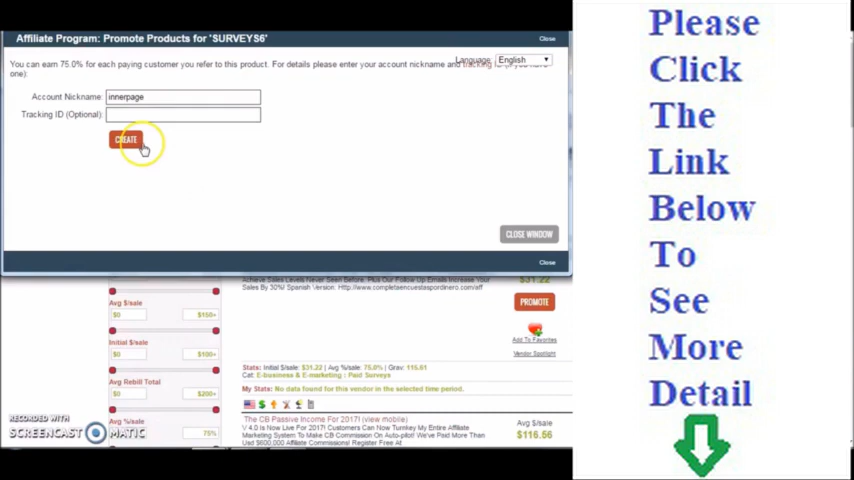 Affiliate Program: Promote Products for 'SURVEYS6'
Close
You can earn 75.0% for each paying customer you refer to this product. For details please enter your account nickname and tracking ID (if you have
one):
Language: English
Account Nickname: innerpage
Tracking ID (Optional):
CREATE
CLOSE WINDOW
Close
Achieve Sales Levels Never Seen Before, Plus Our Follow Up Emails Increase Your
Sales By 30%! Spanish Version: Http://www.completaencuestaspordinero.com/aff
$31.22
PROMOTE
Add To Favorites
Vendor Spotlight
Avg $/sale
$0 $150+
Initial $/sale
$0 $100+
Avg Rebill Total
$0 $200+
Avg %/sale
75%
Stats: Initial $/sale: $31.22 | Avg %/sale: 75.0% | Grav: 115.61
Cat: E-business & E-marketing : Paid Surveys
My Stats: No data found for this vendor in the selected time period.
The CB Passive Income For 2017! (view mobile)
V 4.0 Is Now Live For 2017! Customers Can Now Turnkey My Entire Affiliate
Marketing System To Make CB Commission On Auto-pilot! We've Paid More Than
Usd $600,000 Affiliate Commissions! Register Free At
Avg $/sale
$116.56
RECORDED WITH
SCREENCAST MATIC
Please
Click
The
Link
Below
To
See
More
Detail